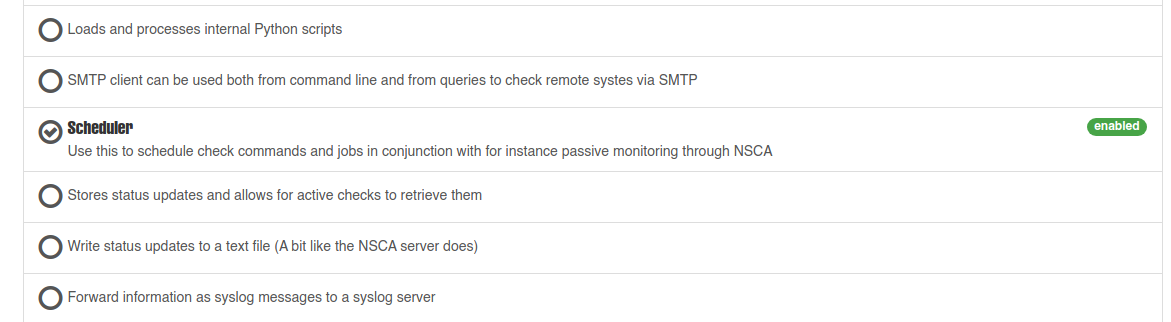 Loads and processes internal Python scripts
SMTP client can be used both from command line and from queries to check remote systes via SMTP
Scheduler
enabled
Use this to schedule check commands and jobs in conjunction with for instance passive monitoring through NSCA
Stores status updates and allows for active checks to retrieve them
Write status updates to a text file (A bit like the NSCA server does)
Forward information as syslog messages to a syslog server